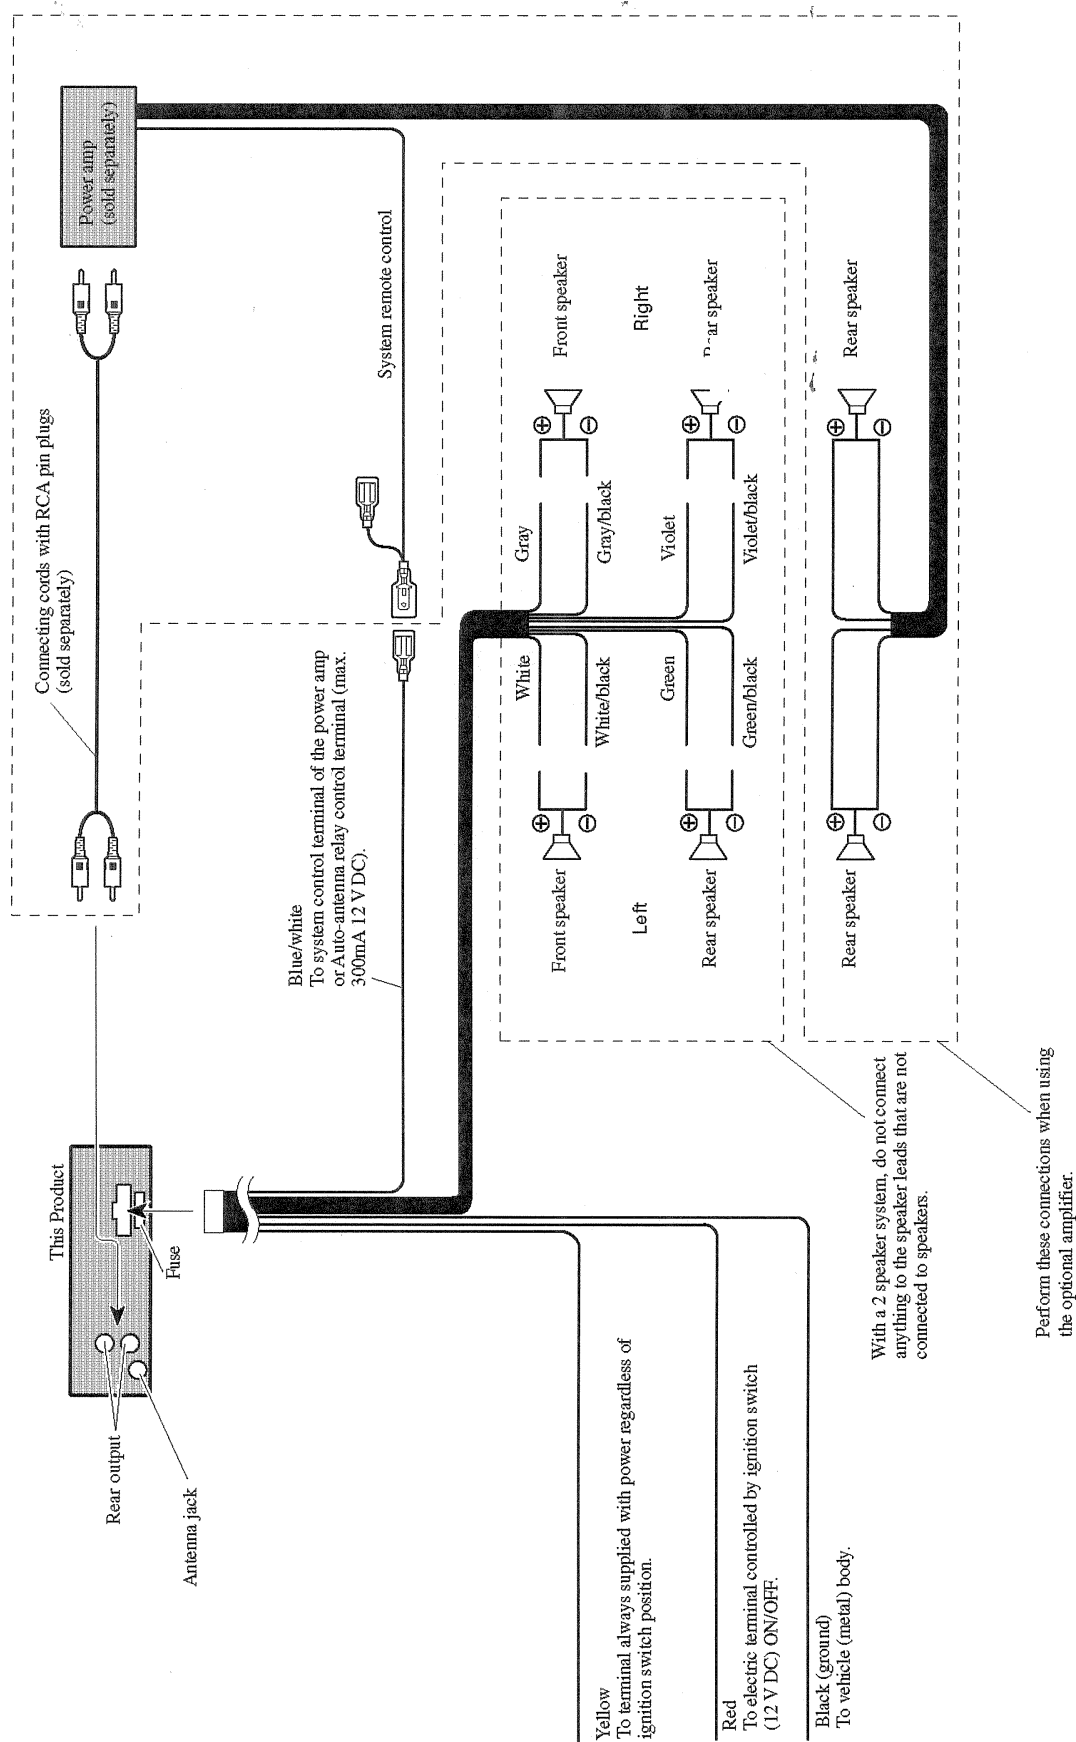 Power amp
(sold separately)
Connecting cords with RCA pin plugs
(sold separately)
System remote control
This Product
Fuse
Rear output
Antenna jack
Blue/white
To system control terminal of the power amp
or Auto-antenna relay control terminal (max.
300mA 12 V DC).
Yellow
To terminal always supplied with power regardless of
ignition switch position.
Red
To electric terminal controlled by ignition switch
(12 V DC) ON/OFF.
Black (ground)
To vehicle (metal) body.
White
Gray
Front speaker
Front speaker
White/black
Gray/black
Left
Right
Green
Violet
Rear speaker
speaker
Green/black
Violet/black
Rear speaker
Rear speaker
With a 2 speaker system, do not connect
anything to the speaker leads that are not
connected to speakers.
Perform these connections when using
the optional amplifier.